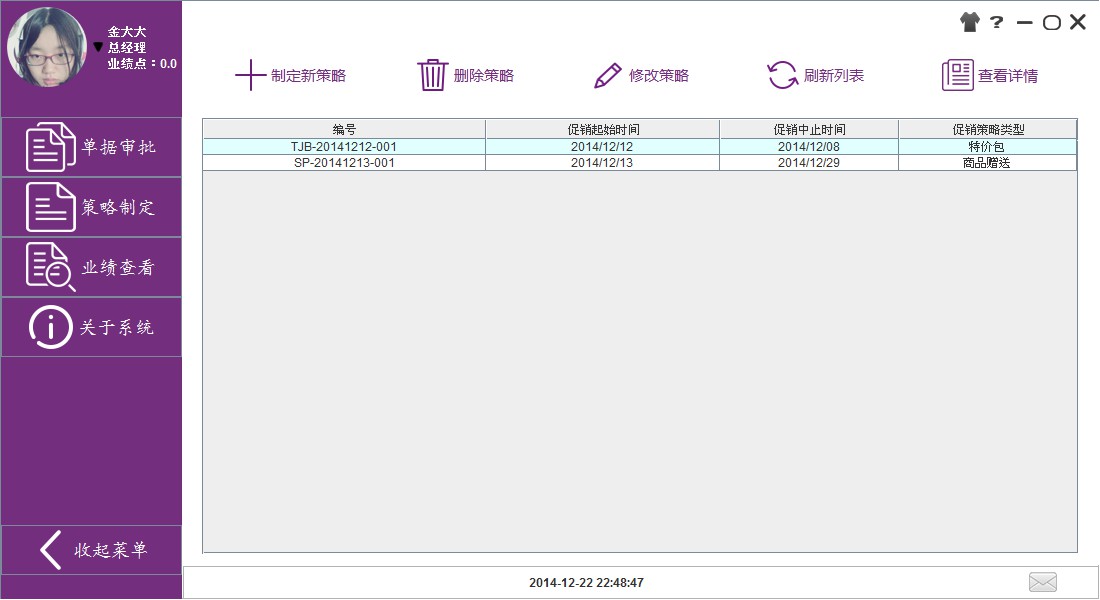 金大大
总经理
业绩点：0.0
?
制定新策略
删除策略
修改策略
刷新列表
查看详情
单据审批
策略制定
业绩查看
关于系统
收起菜单
编号 促销起始时间 促销中止时间 促销策略类型
TJB-20141212-001 2014/12/12 2014/12/08 特价包
SP-20141213-001 2014/12/13 2014/12/29 商品赠送
2014-12-22 22:48:47